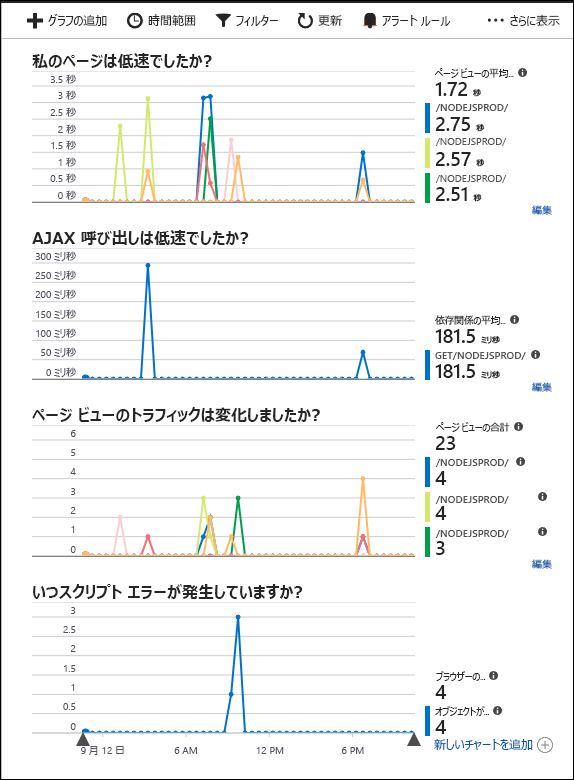 グラフの追加 時間範囲 フィルター 更新 アラート ルール ··· さらに表示
私のページは低速でしたか?
3.5 秒
3 秒
2.5 秒
2 秒
1.5 秒
1 秒
0.5 秒
0 秒
ページ ビューの平均...
1.72 秒
/NODEJSPROD/
2.75 秒
/NODEJSPROD/
2.57 秒
/NODEJSPROD/
2.51 秒
編集
AJAX 呼び出しは低速でしたか?
300 ミリ秒
250 ミリ秒
200 ミリ秒
150 ミリ秒
100 ミリ秒
50 ミリ秒
0 ミリ秒
依存関係の平均...
181.5 ミリ秒
GET/NODEJSPROD/
181.5 ミリ秒
編集
ページ ビューのトラフィックは変化しましたか?
6
5
4
3
2
1
0
ページ ビューの合計
23
/NODEJSPROD/
4
/NODEJSPROD/
4
/NODEJSPROD/
3
編集
いつスクリプト エラーが発生していますか?
3
2.5
2
1.5
1
0.5
0
9 月 12 日 6 AM 12 PM 6 PM
ブラウザーの...
4
オブジェクトが...
4
新しいチャートを追加